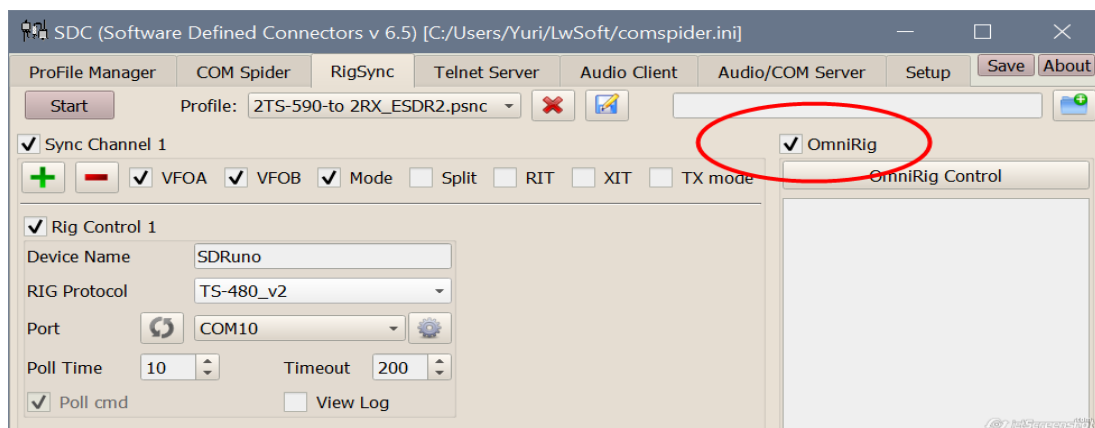 SDC (Software Defined Connectors v 6.5) [C:/Users/Yuri/LwSoft/comspider.ini]
ProFile Manager COM Spider RigSync Telnet Server Audio Client Audio/COM Server Setup Save About
Start Profile: 2TS-590-to 2RX_ESDR2.psnc
Sync Channel 1 OmniRig
VFOA VFOB Mode Split RIT XIT TX mode OmniRig Control
Rig Control 1
Device Name SDRuno
RIG Protocol TS-480_v2
Port COM10
Poll Time 10 Timeout 200
Poll cmd View Log